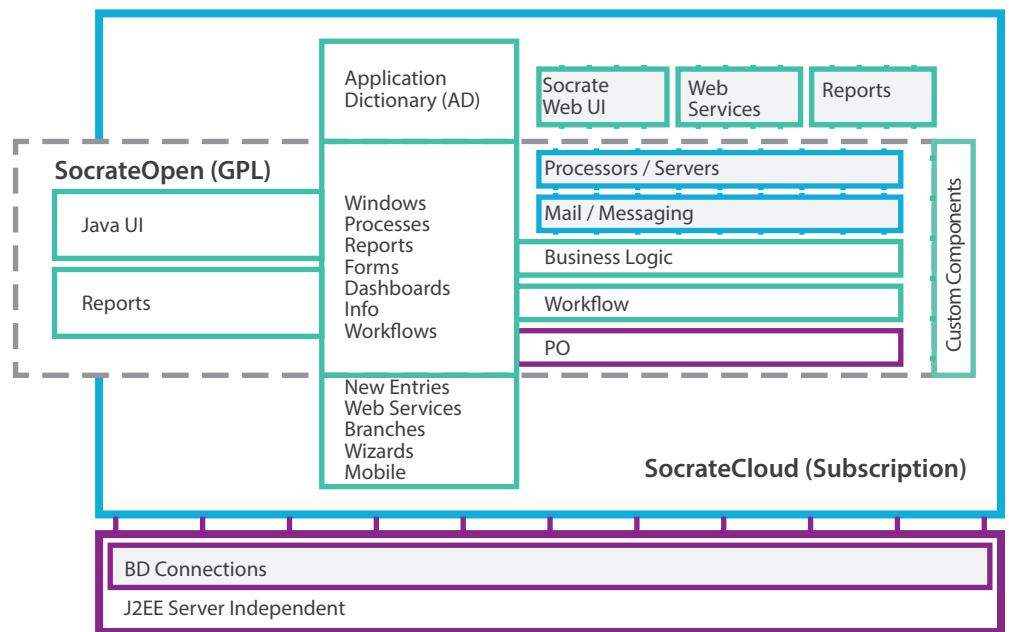 Application
Dictionary (AD)
Socrate
Web UI
Web
Services
Reports
SocrateOpen (GPL)
Java UI
Reports
Windows
Processes
Reports
Forms
Dashboards
Info
Workflows
Processors / Servers
Mail / Messaging
Business Logic
Workflow
PO
Custom Components
New Entries
Web Services
Branches
Wizards
Mobile
SocrateCloud (Subscription)
BD Connections
J2EE Server Independent